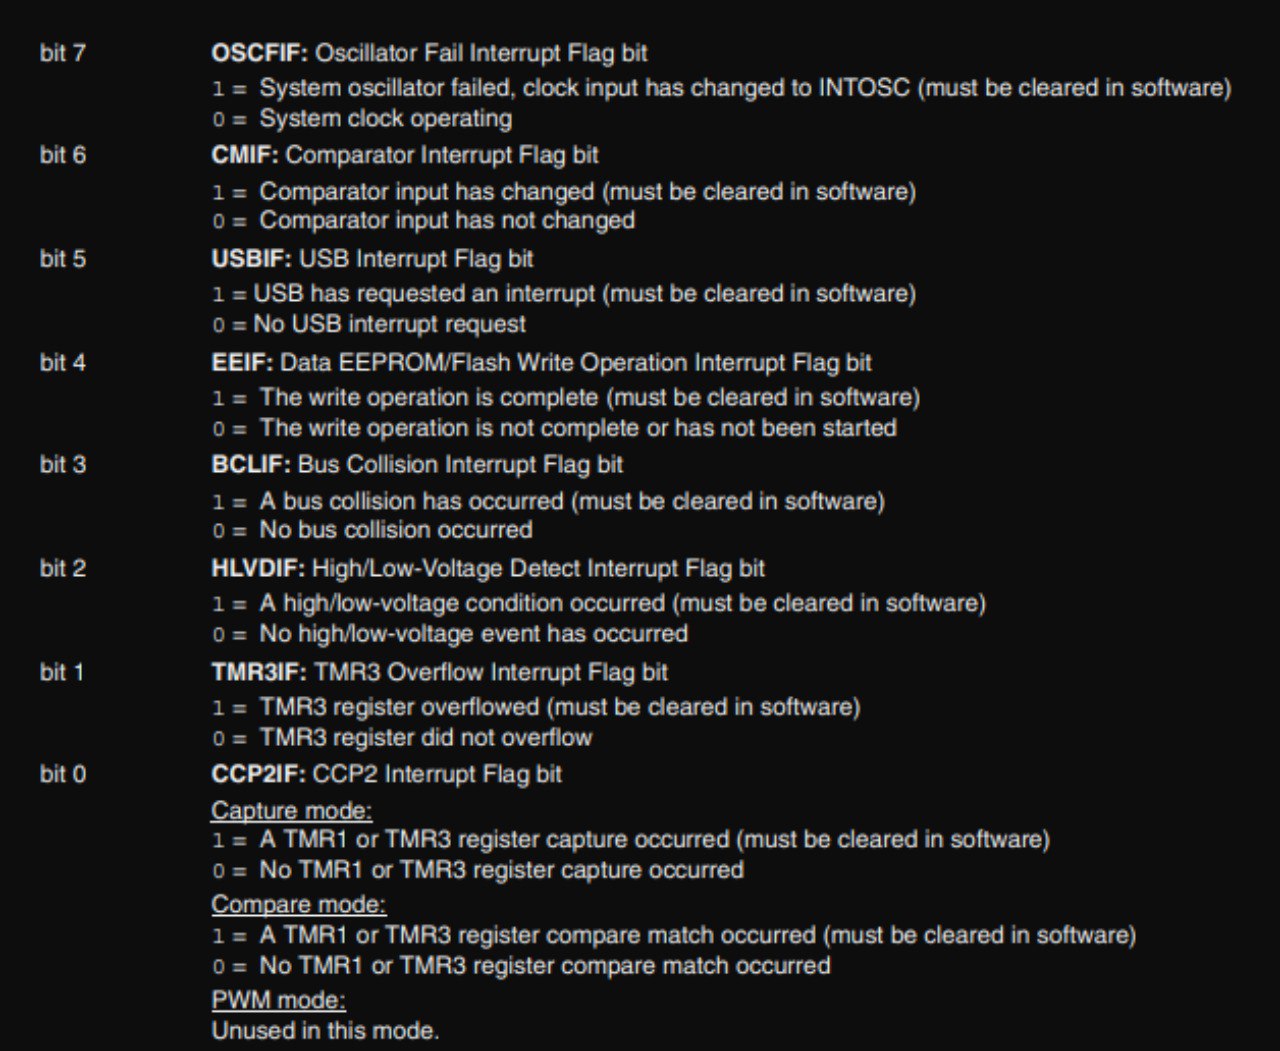 bit 7 OSCFIF: Oscillator Fail Interrupt Flag bit
1 = System oscillator failed, clock input has changed to INTOSC (must be cleared in software)
0 = System clock operating
bit 6 CMIF: Comparator Interrupt Flag bit
1 = Comparator input has changed (must be cleared in software)
0 = Comparator input has not changed
bit 5 USBIF: USB Interrupt Flag bit
1 = USB has requested an interrupt (must be cleared in software)
0 = No USB interrupt request
bit 4 EEIF: Data EEPROM/Flash Write Operation Interrupt Flag bit
1 = The write operation is complete (must be cleared in software)
0 = The write operation is not complete or has not been started
bit 3 BCLIF: Bus Collision Interrupt Flag bit
1 = A bus collision has occurred (must be cleared in software)
0 = No bus collision occurred
bit 2 HLVDIF: High/Low-Voltage Detect Interrupt Flag bit
1 = A high/low-voltage condition occurred (must be cleared in software)
0 = No high/low-voltage event has occurred
bit 1 TMR3IF: TMR3 Overflow Interrupt Flag bit
1 = TMR3 register overflowed (must be cleared in software)
0 = TMR3 register did not overflow
bit 0 CCP2IF: CCP2 Interrupt Flag bit
Capture mode:
1 = A TMR1 or TMR3 register capture occurred (must be cleared in software)
0 = No TMR1 or TMR3 register capture occurred
Compare mode:
1 = A TMR1 or TMR3 register compare match occurred (must be cleared in software)
0 = No TMR1 or TMR3 register compare match occurred
PWM mode:
Unused in this mode.